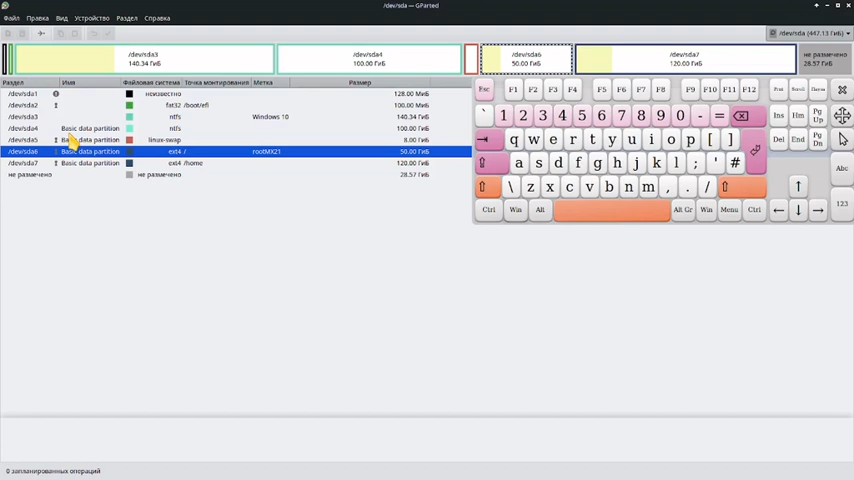 /dev/sda — GParted
Файл Правка Вид Устройство Раздел Справка
/dev/sda (447.13 ГиБ)
/dev/sda3
140.34 ГиБ
/dev/sda4
100.00 ГиБ
/dev/sda6
50.00 ГиБ
/dev/sda7
120.00 ГиБ
не размечено
28.57 ГиБ
Раздел Имя Файловая система Точка монтирования Метка Размер
/dev/sda1 неизвестно 128.00 МиБ
/dev/sda2 fat32 /boot/efi 100.00 МиБ
/dev/sda3 ntfs Windows 10 140.34 ГиБ
/dev/sda4 Basic data partition ntfs 100.00 ГиБ
/dev/sda5 Basic data partition linux-swap 8.00 ГиБ
/dev/sda6 Basic data partition ext4 / rootMX21 50.00 ГиБ
/dev/sda7 Basic data partition ext4 /home 120.00 ГиБ
не размечено не размечено 28.57 ГиБ
Esc F1 F2 F3 F4 F5 F6 F7 F8 F9 F10 F11 F12
` 1 2 3 4 5 6 7 8 9 0 - = Ins Hm Pg Up
q w e r t y u i o p [ ] Del End Pg Dn
a s d f g h j k l ; ' # Abc
\ z x c v b n m , . /
Ctrl Win Alt Alt Gr Win Menu Ctrl 123
0 запланированных операций